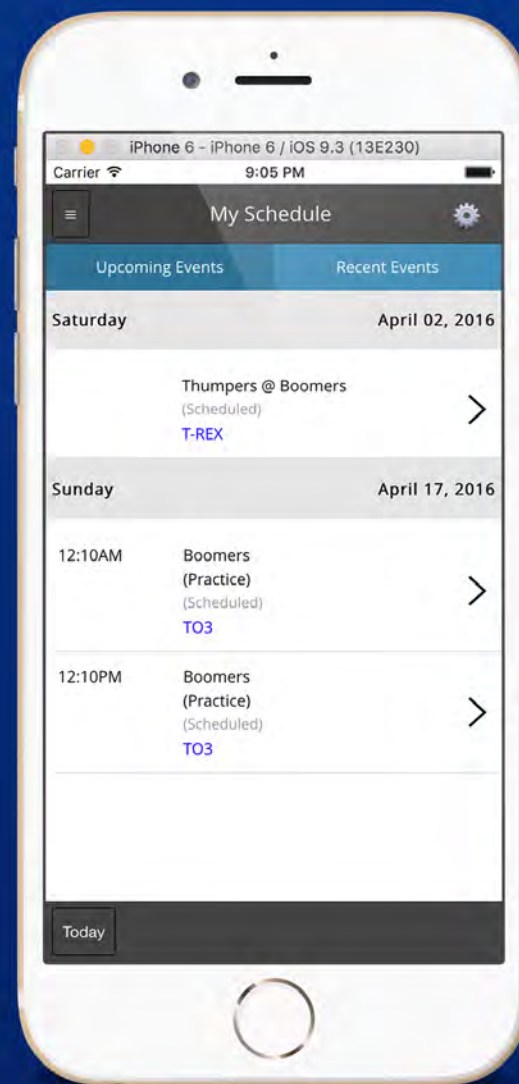 iPhone 6 - iPhone 6 / iOS 9.3 (13E230)
Carrier 9:05 PM
My Schedule
Upcoming Events Recent Events
Saturday April 02, 2016
Thumpers @ Boomers
(Scheduled)
T-REX
Sunday April 17, 2016
12:10AM Boomers
(Practice)
(Scheduled)
TO3
12:10PM Boomers
(Practice)
(Scheduled)
TO3
Today